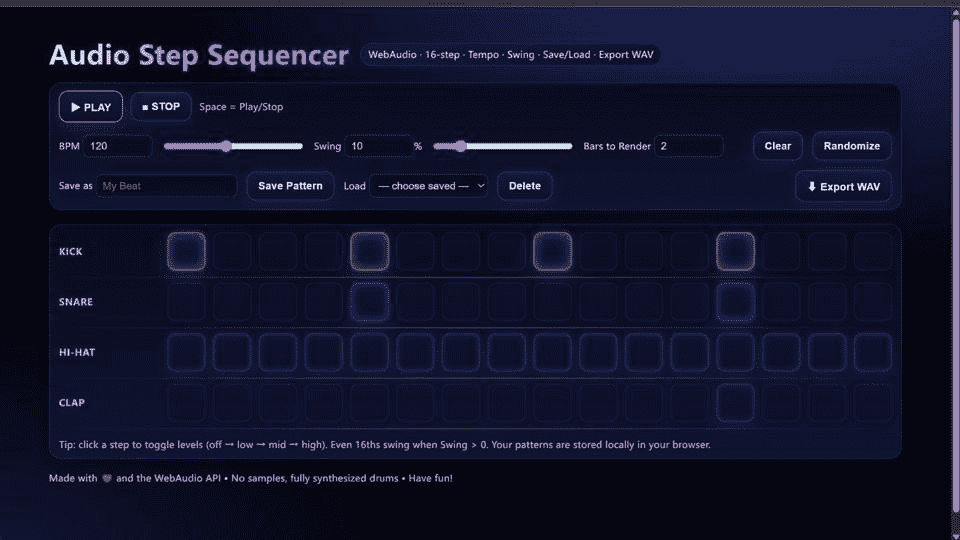 Audio Step Sequencer WebAudio · 16-step · Tempo · Swing · Save/Load · Export WAV
▶ PLAY ■ STOP Space = Play/Stop
BPM 120 Swing 10 % Bars to Render 2 Clear Randomize
Save as My Beat Save Pattern Load — choose saved — Delete ⬇ Export WAV
KICK
SNARE
HI-HAT
CLAP
Tip: click a step to toggle levels (off → low → mid → high). Even 16ths swing when Swing > 0. Your patterns are stored locally in your browser.
Made with 💜 and the WebAudio API • No samples, fully synthesized drums • Have fun!